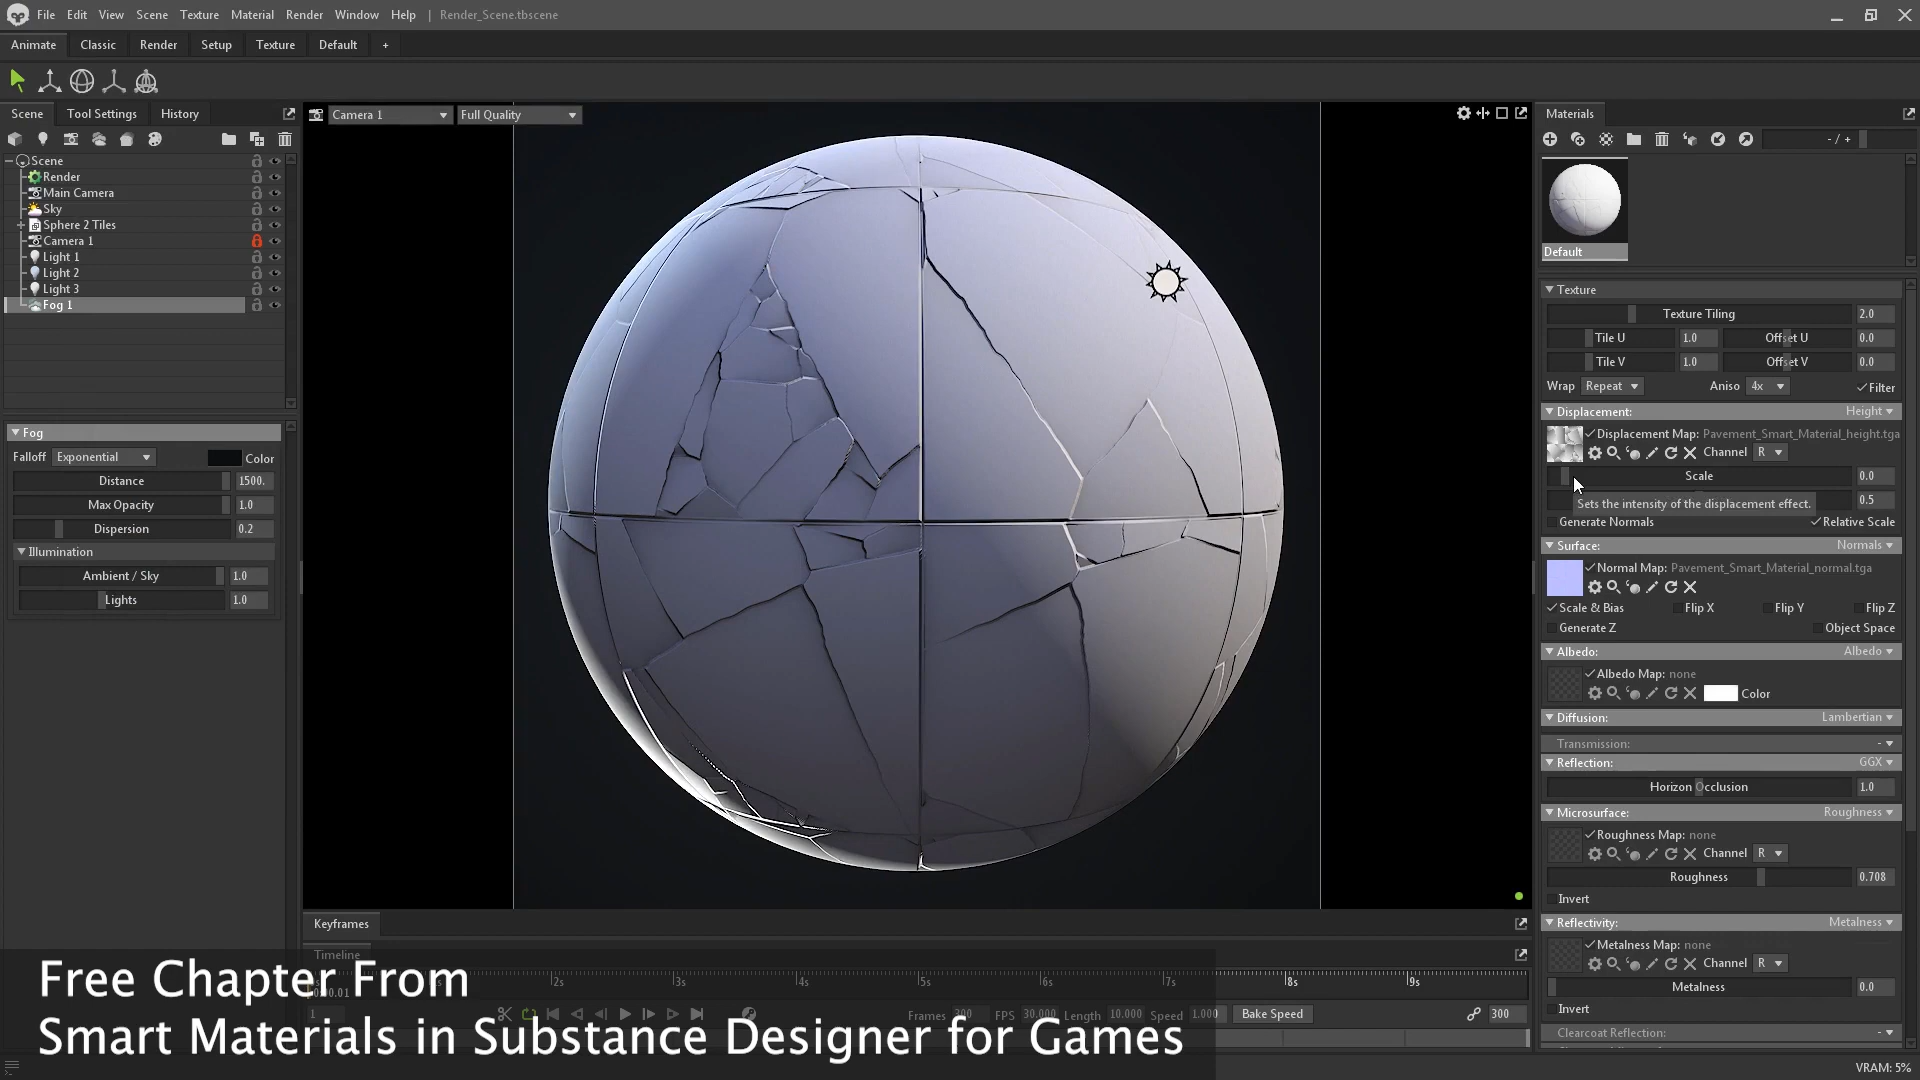 File Edit View Scene Texture Material Render Window Help | Render_Scene.tbscene
Animate Classic Render Setup Texture Default +
Scene Tool Settings History
Scene
Render
Main Camera
Sky
Sphere 2 Tiles
Camera 1
Light 1
Light 2
Light 3
Fog 1
Fog
Falloff Exponential Color
Distance 1500.
Max Opacity 1.0
Dispersion 0.2
Illumination
Ambient / Sky 1.0
Lights 1.0
Camera 1 Full Quality
Keyframes
Timeline
2s 3s 4s 5s 6s 7s 8s 9s
1 Frames 300 FPS 30.000 Length 10.000 Speed 1.000 Bake Speed 300
Free Chapter From
Smart Materials in Substance Designer for Games
Materials
- / +
Default
Texture
Texture Tiling 2.0
Tile U 1.0 Offset U 0.0
Tile V 1.0 Offset V 0.0
Wrap Repeat Aniso 4x Filter
Displacement: Height
Displacement Map: Pavement_Smart_Material_height.tga
Channel R
Scale 0.0
Sets the intensity of the displacement effect. 0.5
Generate Normals Relative Scale
Surface: Normals
Normal Map: Pavement_Smart_Material_normal.tga
Scale & Bias Flip X Flip Y Flip Z
Generate Z Object Space
Albedo: Albedo
Albedo Map: none
Color
Diffusion: Lambertian
Transmission: -
Reflection: GGX
Horizon Occlusion 1.0
Microsurface: Roughness
Roughness Map: none
Channel R
Roughness 0.708
Invert
Reflectivity: Metalness
Metalness Map: none
Channel R
Metalness 0.0
Invert
Clearcoat Reflection: -
VRAM: 5%